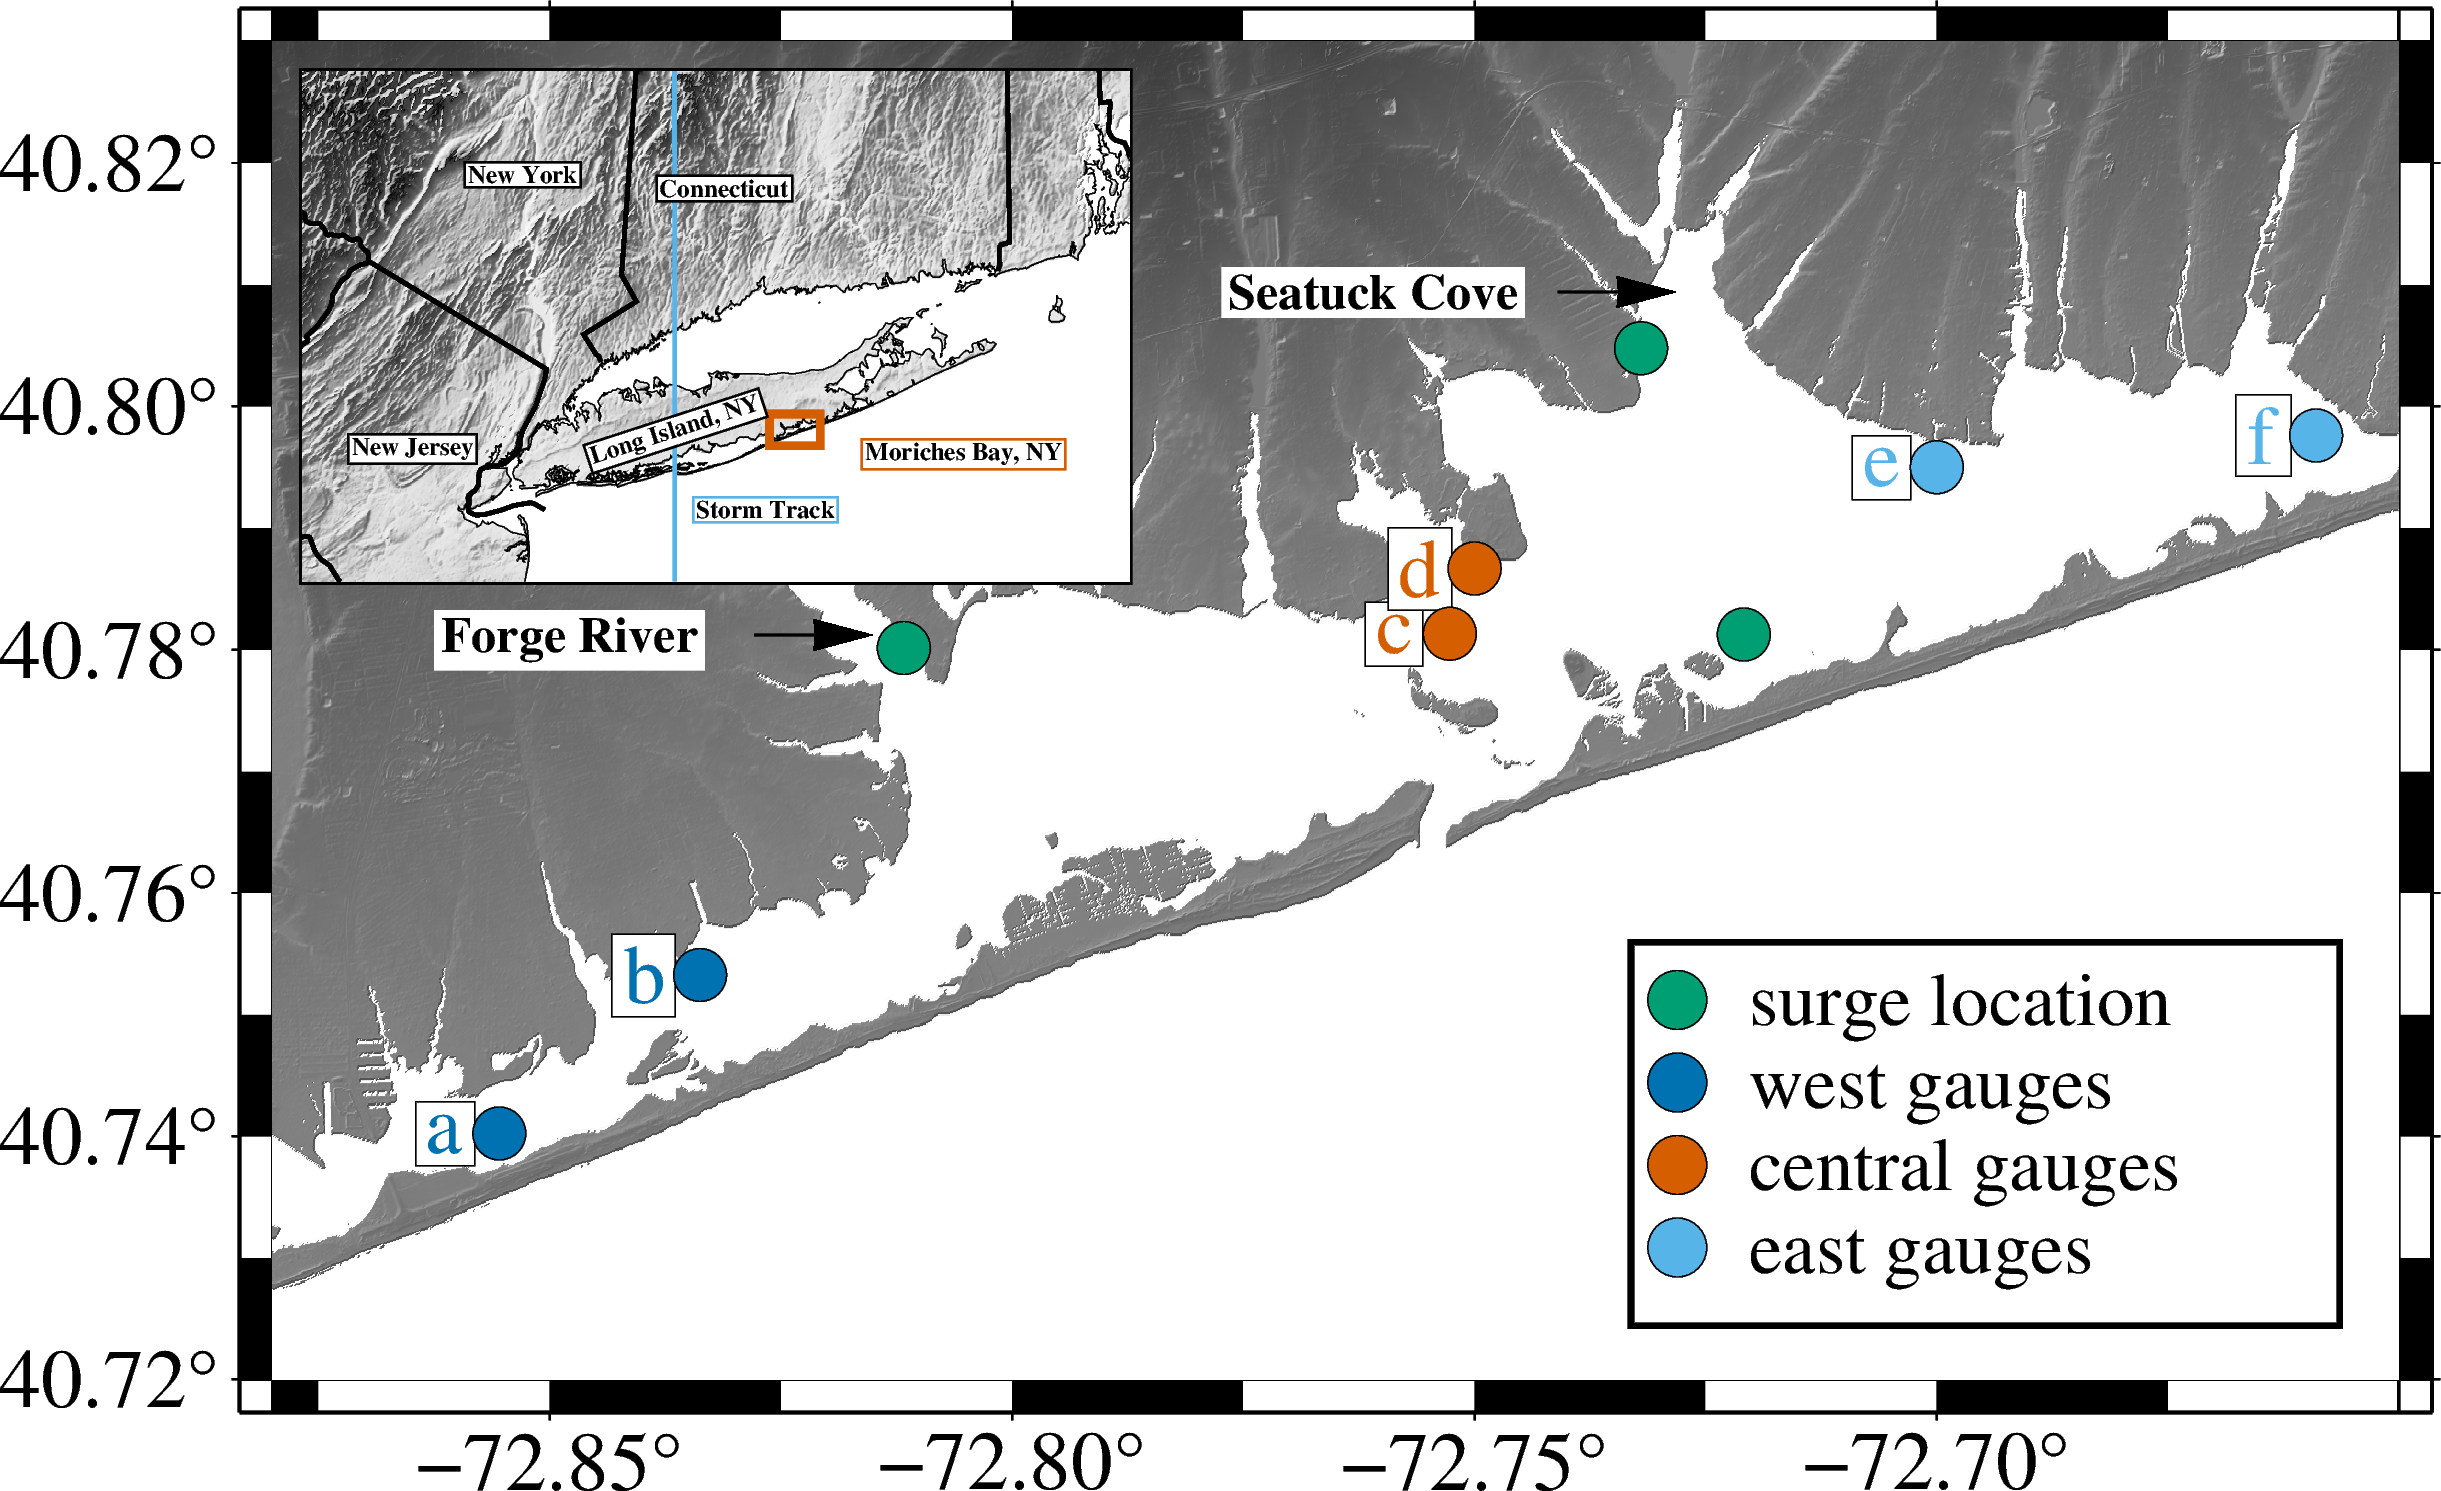 40.82°
40.80°
40.78°
40.76°
40.74°
40.72°
New York
Connecticut
New Jersey
Long Island, NY
Moriches Bay, NY
Storm Track
Seatuck Cove
Forge River
f
e
d
c
b
a
surge location
west gauges
central gauges
east gauges
−72.85° −72.80° −72.75° −72.70°